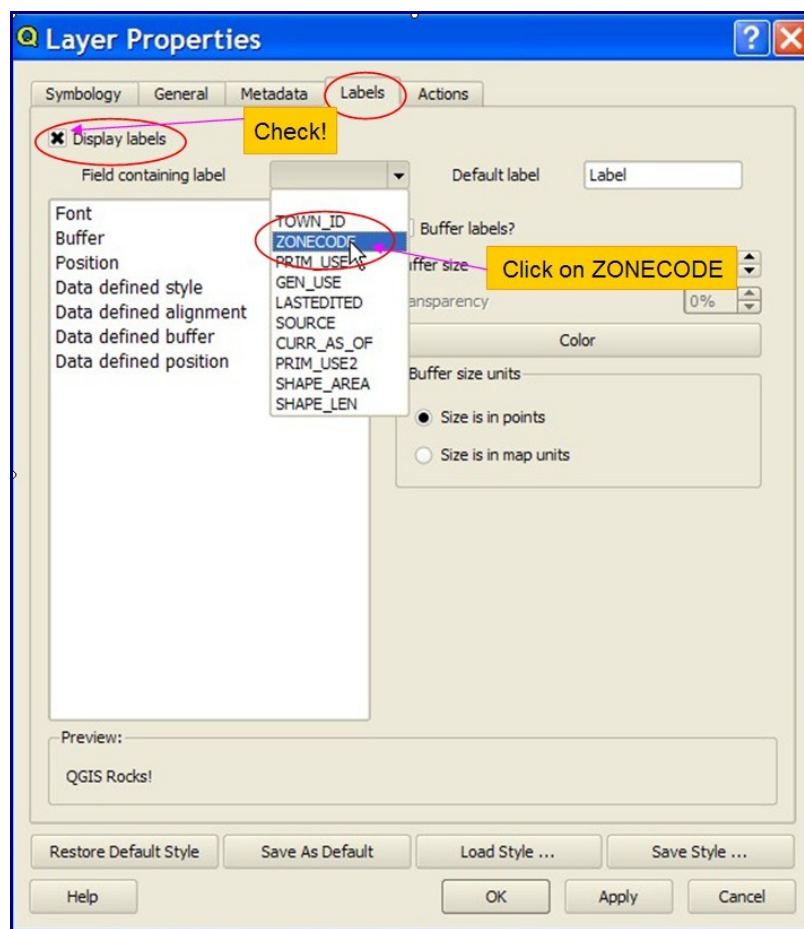 Layer Properties
Symbology General Metadata Labels Actions
Display labels
Check!
Field containing label
Default label Label
TOWN_ID
ZONECODE
PRIM_USE
GEN_USE
LASTEDITED
SOURCE
CURR_AS_OF
PRIM_USE2
SHAPE_AREA
SHAPE_LEN
Font
Buffer
Position
Data defined style
Data defined alignment
Data defined buffer
Data defined position
Buffer labels?
size
Click on ZONECODE
0%
Color
Buffer size units
Size is in points
Size is in map units
Preview:
QGIS Rocks!
Restore Default Style Save As Default Load Style ... Save Style ...
Help OK Apply Cancel